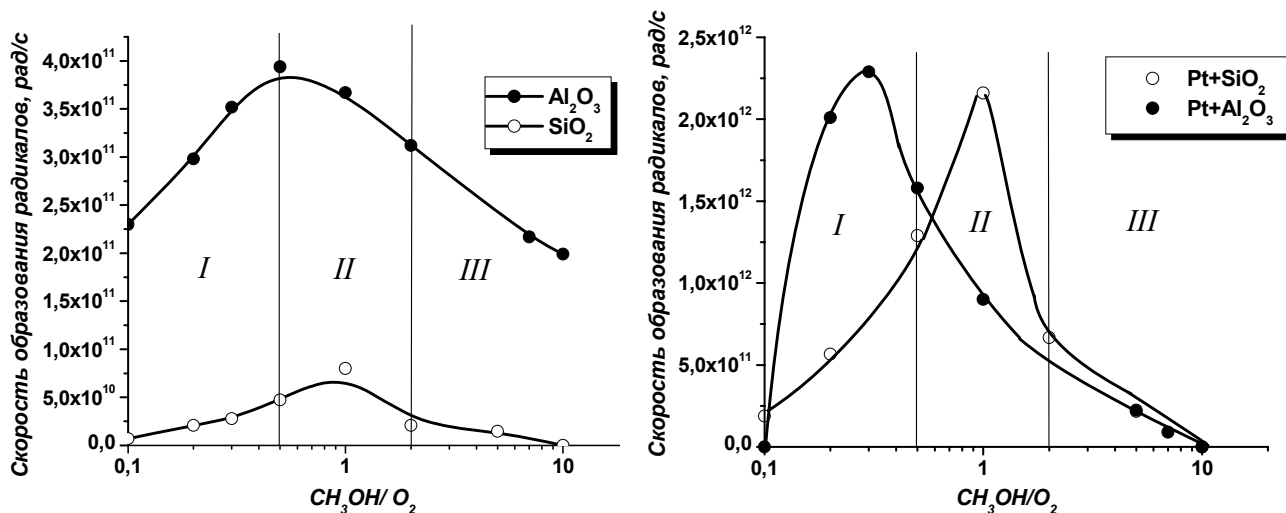 Скорость образования радикалов, рад/с
4,0x10¹¹
3,5x10¹¹
3,0x10¹¹
2,5x10¹¹
2,0x10¹¹
1,5x10¹¹
1,0x10¹¹
5,0x10¹⁰
0,0
Al₂O₃
SiO₂
I
II
III
0,1
1
10
CH₃OH/ O₂
Скорость образования радикалов, рад/с
2,5x10¹²
2,0x10¹²
1,5x10¹²
1,0x10¹²
5,0x10¹¹
0,0
Pt+SiO₂
Pt+Al₂O₃
I
II
III
0,1
1
10
CH₃OH/O₂